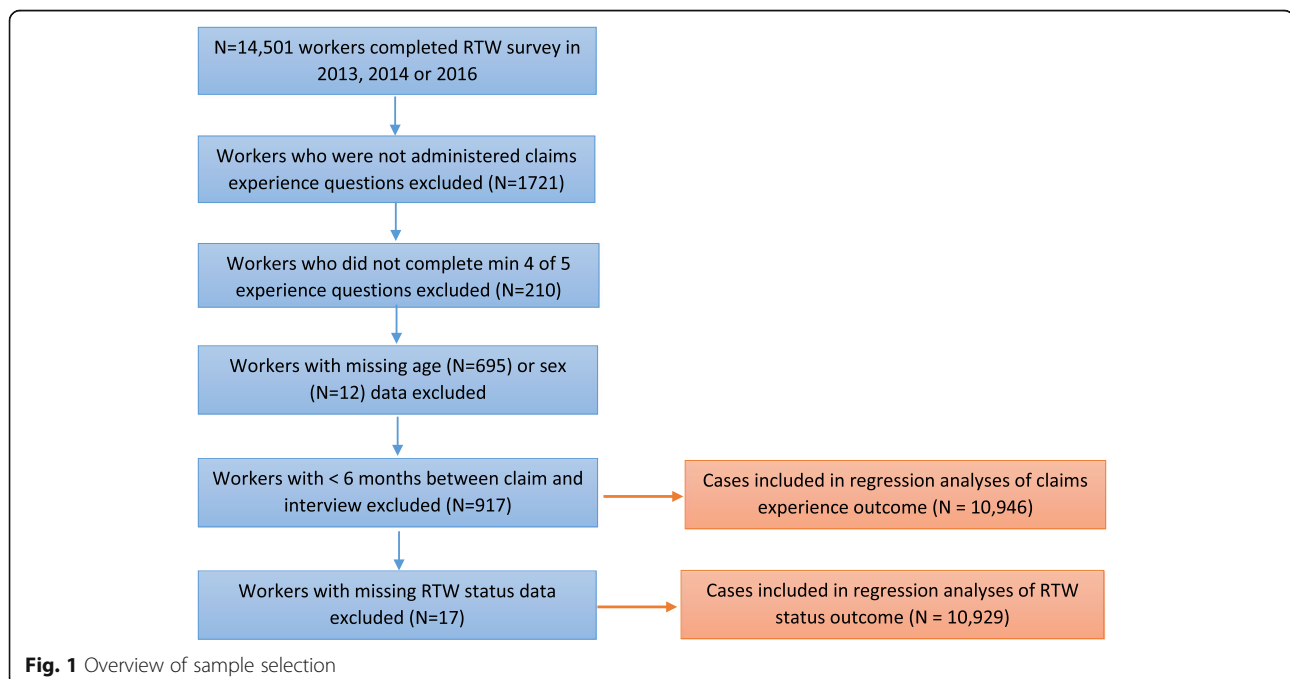 N=14,501 workers completed RTW survey in
2013, 2014 or 2016
Workers who were not administered claims
experience questions excluded (N=1721)
Workers who did not complete min 4 of 5
experience questions excluded (N=210)
Workers with missing age (N=695) or sex
(N=12) data excluded
Workers with < 6 months between claim and
interview excluded (N=917)
Cases included in regression analyses of claims
experience outcome (N = 10,946)
Workers with missing RTW status data
excluded (N=17)
Cases included in regression analyses of RTW
status outcome (N = 10,929)
Fig. 1 Overview of sample selection